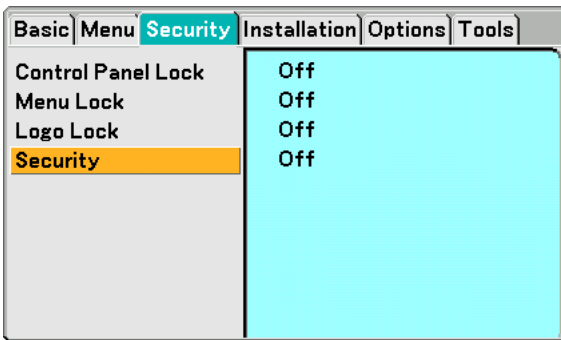 Basic Menu Security Installation Options Tools
Control Panel Lock Off
Menu Lock Off
Logo Lock Off
Security Off